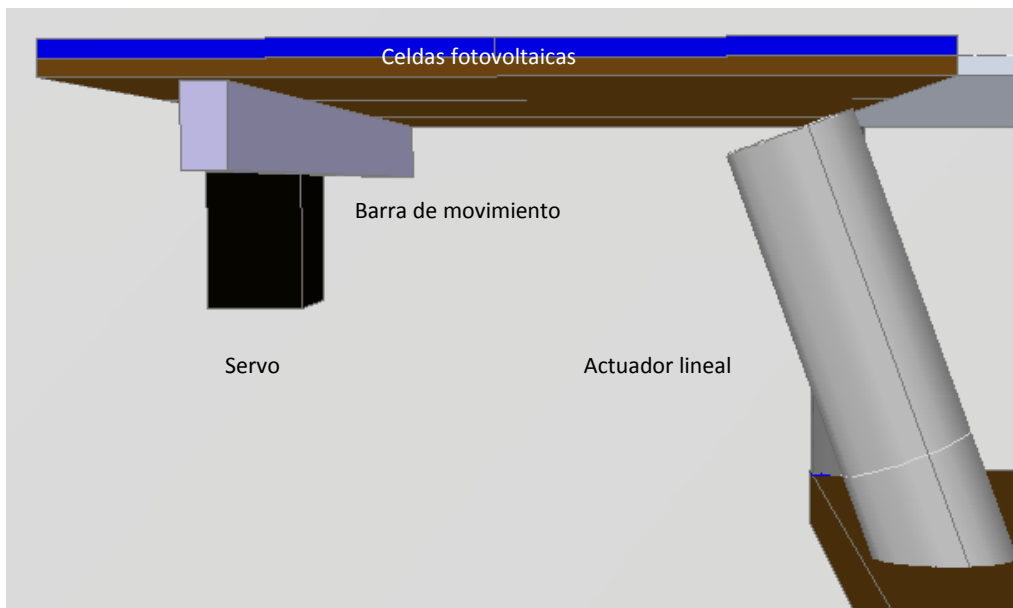 Celdas fotovoltaicas
Barra de movimiento
Servo
Actuador lineal